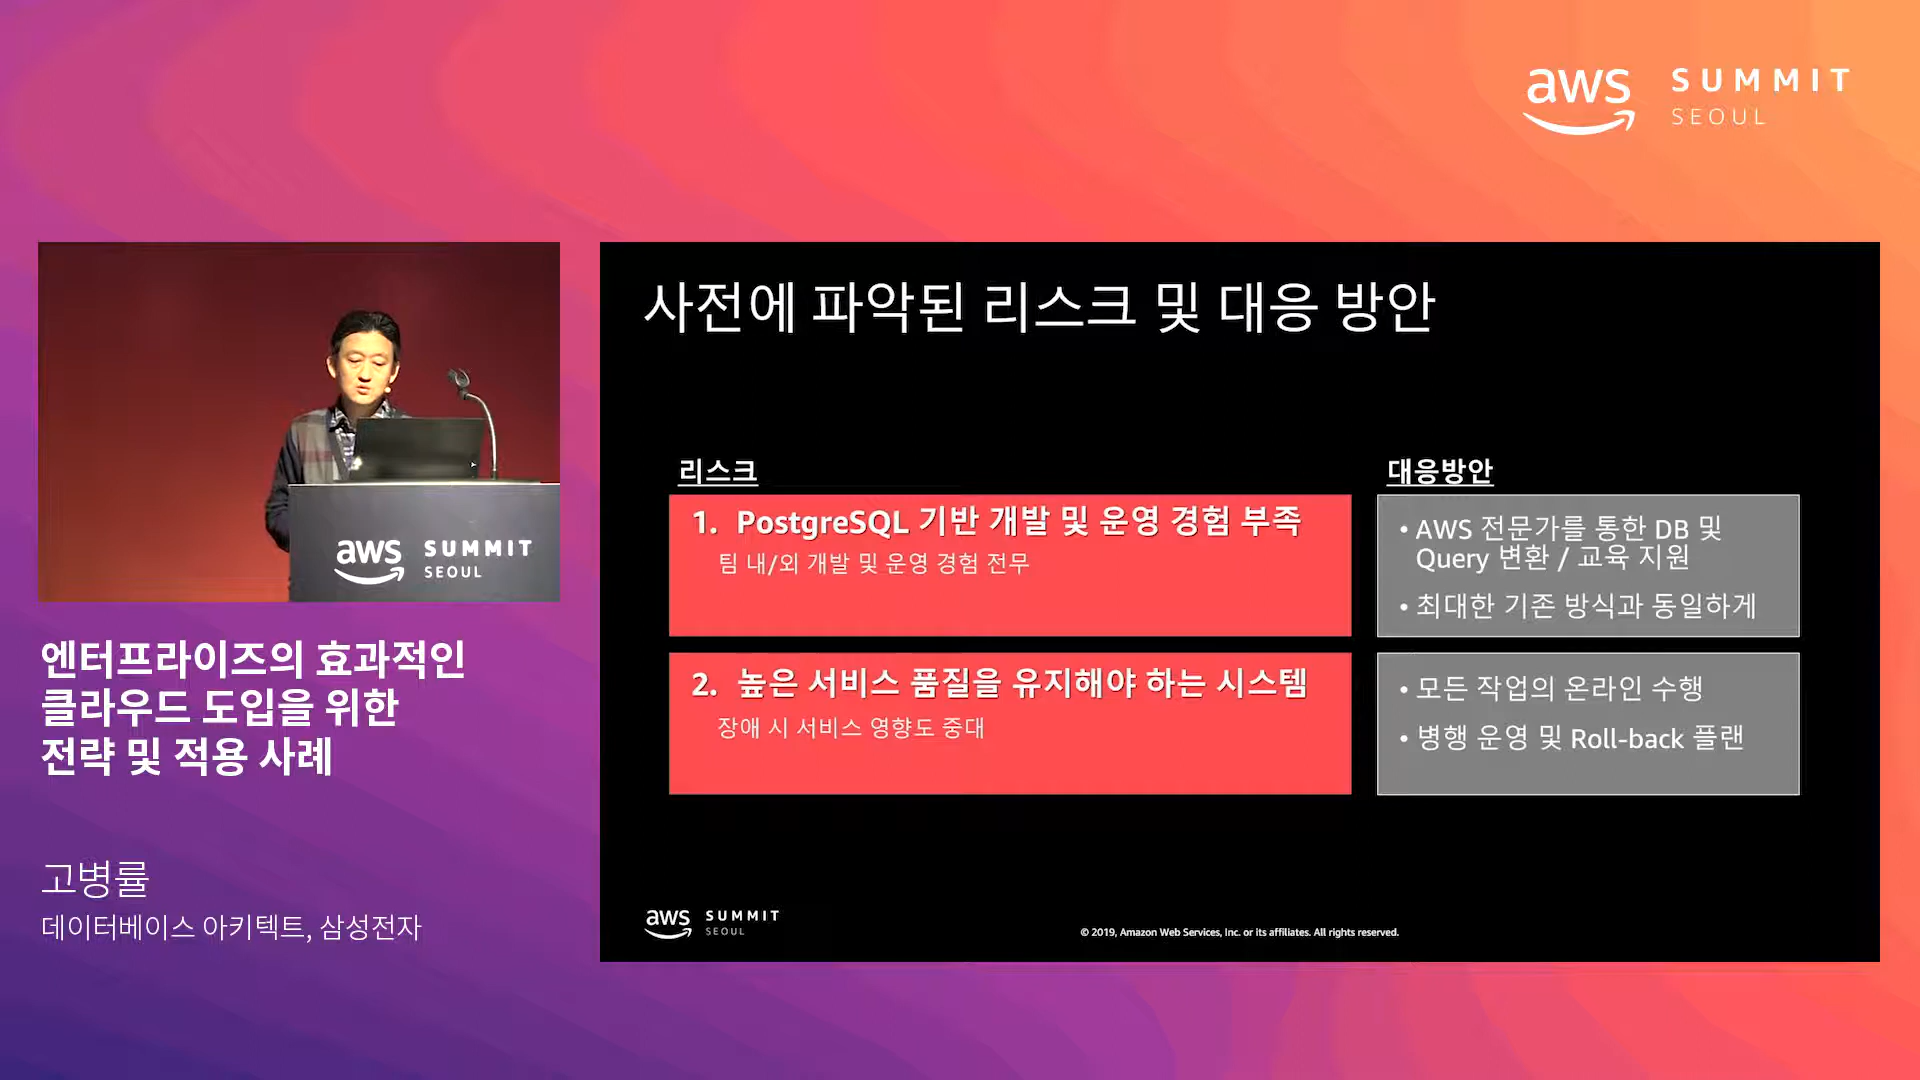 aws SUMMIT
SEOUL
aws SUMMIT
SEOUL
엔터프라이즈의 효과적인
클라우드 도입을 위한
전략 및 적용 사례
고병률
데이터베이스 아키텍트, 삼성전자
사전에 파악된 리스크 및 대응 방안
리스크
1. PostgreSQL 기반 개발 및 운영 경험 부족
팀 내/외 개발 및 운영 경험 전무
2. 높은 서비스 품질을 유지해야 하는 시스템
장애 시 서비스 영향도 중대
대응방안
• AWS 전문가를 통한 DB 및
Query 변환 / 교육 지원
• 최대한 기존 방식과 동일하게
• 모든 작업의 온라인 수행
• 병행 운영 및 Roll-back 플랜
aws SUMMIT
SEOUL
© 2019, Amazon Web Services, Inc. or its affiliates. All rights reserved.